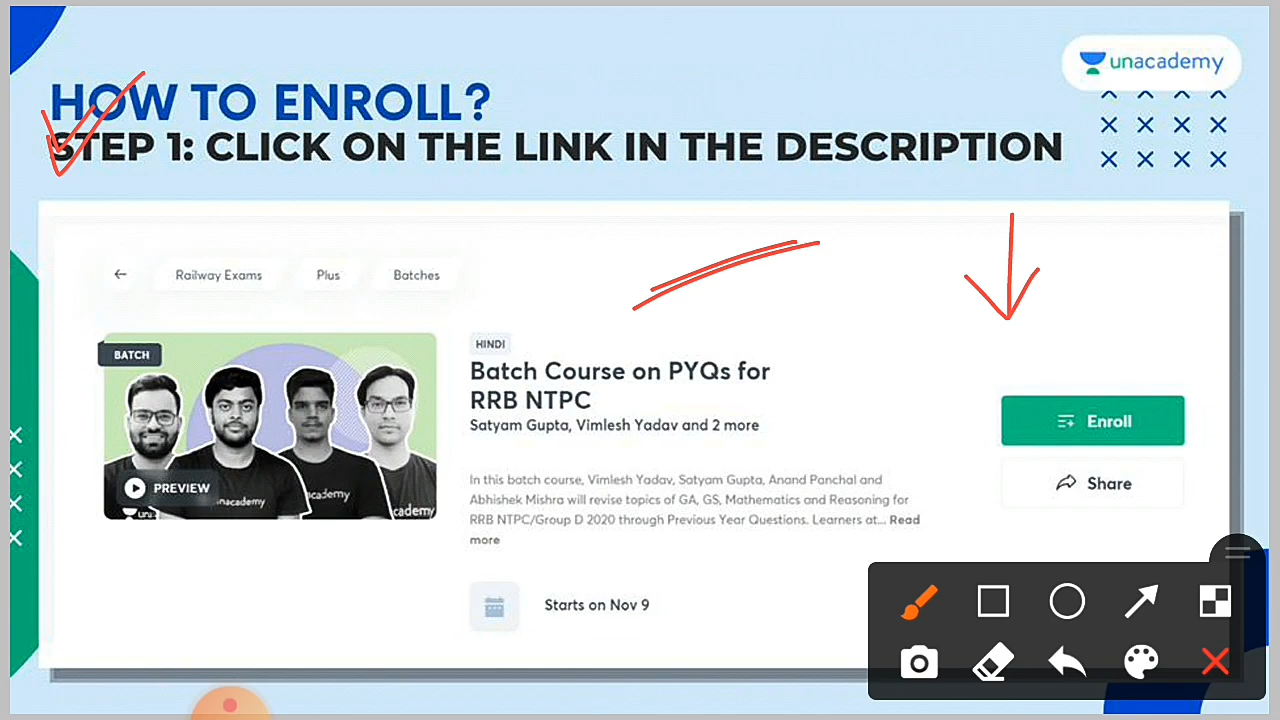 unacademy
HOW TO ENROLL?
STEP 1: CLICK ON THE LINK IN THE DESCRIPTION
Railway Exams
Plus
Batches
BATCH
PREVIEW
unacademy
cademy
cademy
unac
HINDI
Batch Course on PYQs for
RRB NTPC
Satyam Gupta, Vimlesh Yadav and 2 more
In this batch course, Vimlesh Yadav, Satyam Gupta, Anand Panchal and
Abhishek Mishra will revise topics of GA, GS, Mathematics and Reasoning for
RRB NTPC/Group D 2020 through Previous Year Questions. Learners at... Read
more
Starts on Nov 9
Enroll
Share